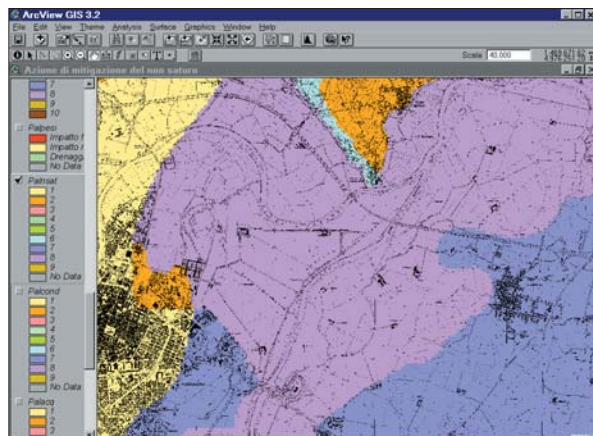 ArcView GIS 3.2
File Edit View Theme Analysis Surface Graphics Window Help
Scale 40,000
Azione di mitigazione del non saturo
7
8
9
10
Palpesi
Impatto
Impatto
Drenagg
No Data
Palnsat
1
2
3
4
5
6
7
8
9
No Data
Palcond
1
2
3
4
5
6
7
8
9
No Data
Palacq
1
2
3